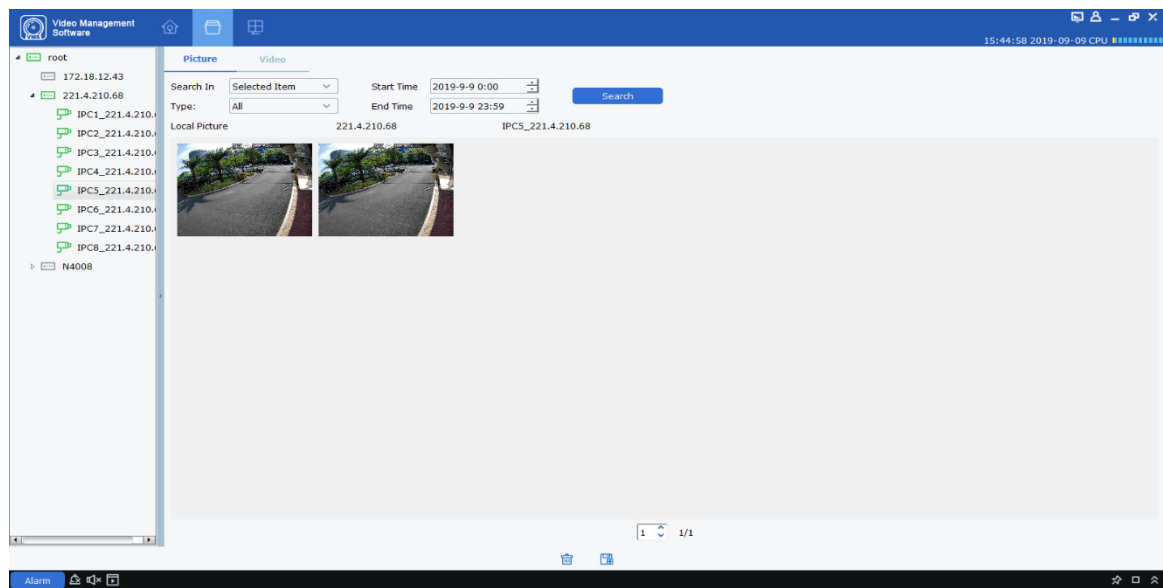 Video Management
Software
15:44:58 2019-09-09 CPU
root
172.18.12.43
221.4.210.68
IPC1_221.4.210.
IPC2_221.4.210.
IPC3_221.4.210.
IPC4_221.4.210.
IPC5_221.4.210.
IPC6_221.4.210.
IPC7_221.4.210.
IPC8_221.4.210.6
N4008
Picture Video
Search In Selected Item Start Time 2019-9-9 0:00
Search
Type: All End Time 2019-9-9 23:59
Local Picture 221.4.210.68 IPC5_221.4.210.68
1 1/1
Alarm